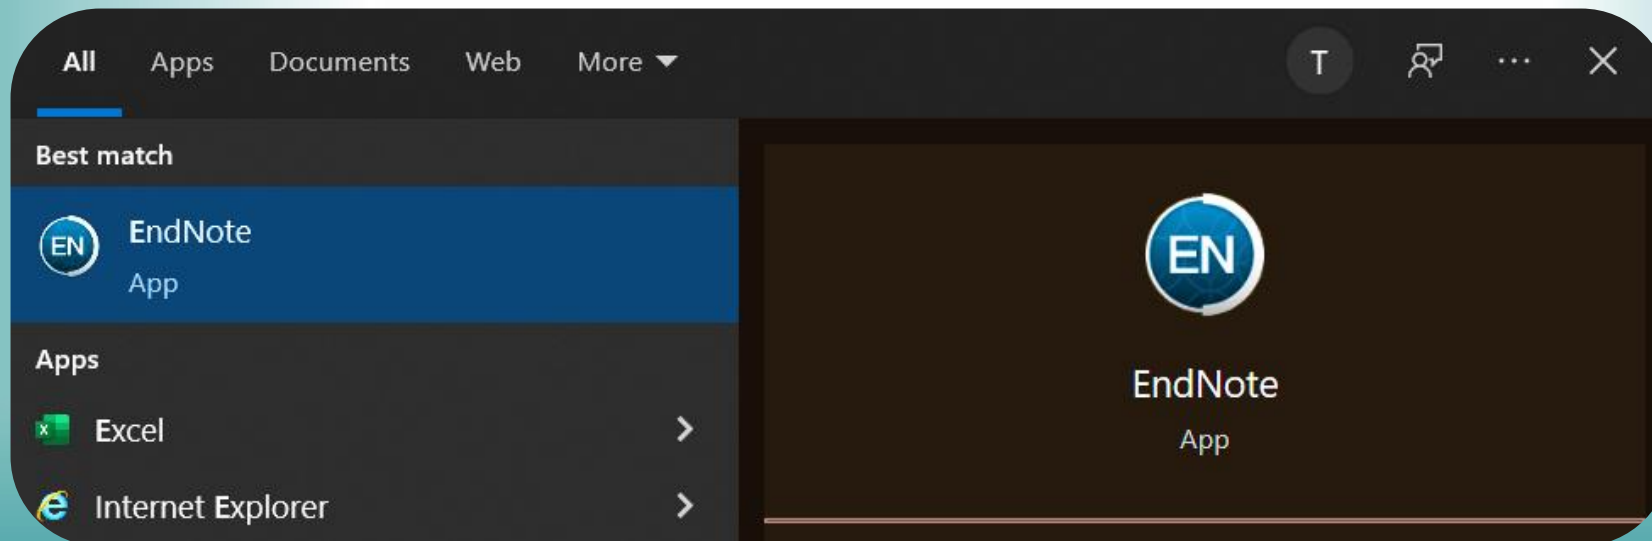 All Apps Documents Web More T
Best match
EN EndNote
App
Apps
Excel
Internet Explorer
EN
EndNote
App